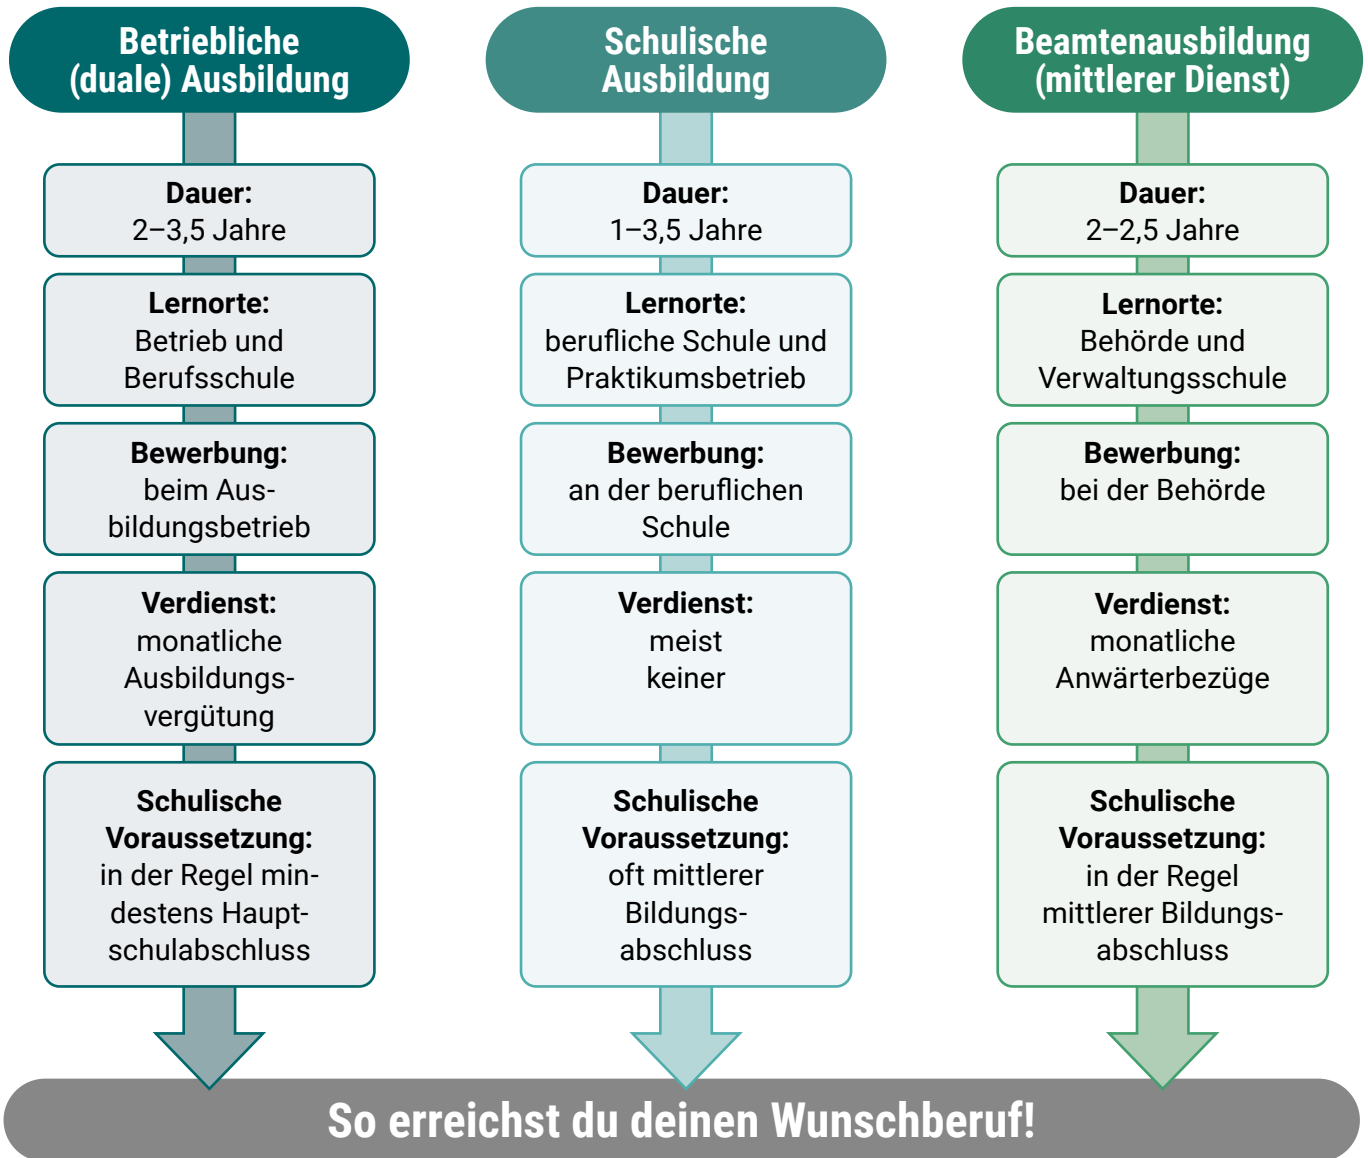 Betriebliche
(duale) Ausbildung
Dauer:
2–3,5 Jahre
Lernorte:
Betrieb und
Berufsschule
Bewerbung:
beim Aus-
bildungsbetrieb
Verdienst:
monatliche
Ausbildungs-
vergütung
Schulische
Voraussetzung:
in der Regel min-
destens Haupt-
schulabschluss
Schulische
Ausbildung
Dauer:
1–3,5 Jahre
Lernorte:
berufliche Schule und
Praktikumsbetrieb
Bewerbung:
an der beruflichen
Schule
Verdienst:
meist
keiner
Schulische
Voraussetzung:
oft mittlerer
Bildungs-
abschluss
Beamtenausbildung
(mittlerer Dienst)
Dauer:
2–2,5 Jahre
Lernorte:
Behörde und
Verwaltungsschule
Bewerbung:
bei der Behörde
Verdienst:
monatliche
Anwärterbezüge
Schulische
Voraussetzung:
in der Regel
mittlerer Bildungs-
abschluss
So erreichst du deinen Wunschberuf!